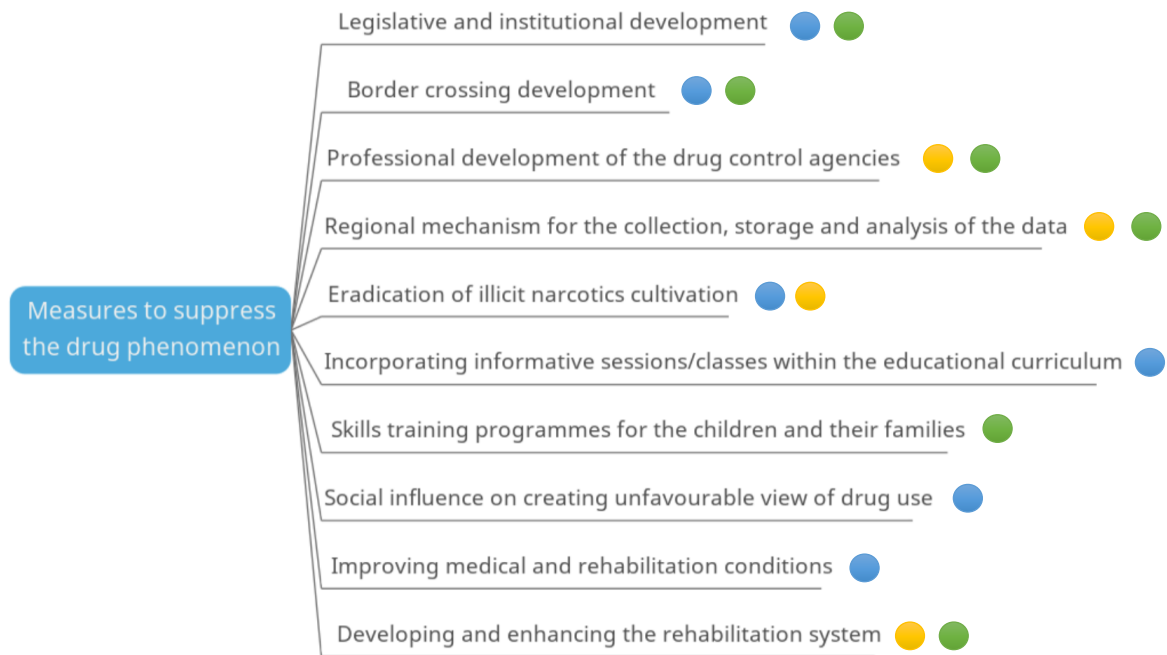 Legislative and institutional development
Border crossing development
Professional development of the drug control agencies
Regional mechanism for the collection, storage and analysis of the data
Measures to suppress
the drug phenomenon
Eradication of illicit narcotics cultivation
Incorporating informative sessions/classes within the educational curriculum
Skills training programmes for the children and their families
Social influence on creating unfavourable view of drug use
Improving medical and rehabilitation conditions
Developing and enhancing the rehabilitation system